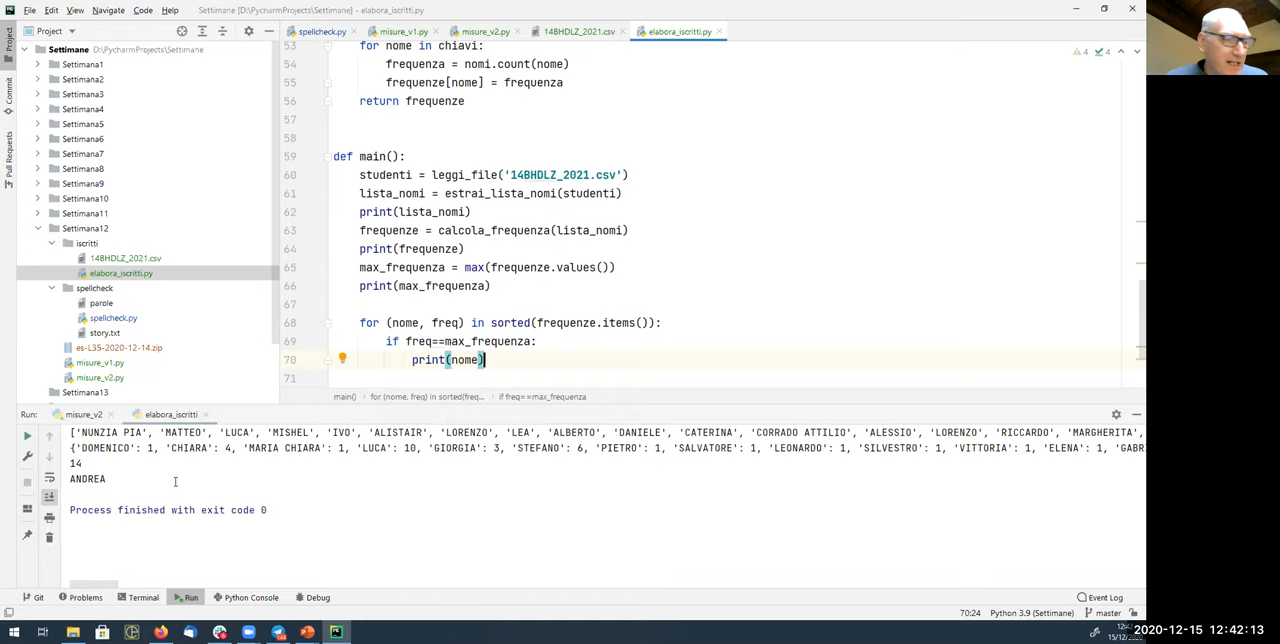 File Edit View Navigate Code Help Settimane - elabora_iscritti.py
Project
spellcheck.py misure_v1.py misure_v2.py 14BHDLZ_2021.csv elabora_iscritti.py
Project
Commit
Pull Requests
Settimane D:\PycharmProjects\Settimane
Settimana1
Settimana2
Settimana3
Settimana4
Settimana5
Settimana6
Settimana7
Settimana8
Settimana9
Settimana10
Settimana11
Settimana12
iscritti
14BHDLZ_2021.csv
elabora_iscritti.py
spellcheck
parole
spellcheck.py
story.txt
es-L35-2020-12-14.zip
misure_v1.py
misure_v2.py
Settimana13
4 4
53 for nome in chiavi:
54 frequenza = nomi.count(nome)
55 frequenze[nome] = frequenza
56 return frequenze
57
58
59 def main():
60 studenti = leggi_file('14BHDLZ_2021.csv')
61 lista_nomi = estrai_lista_nomi(studenti)
62 print(lista_nomi)
63 frequenze = calcola_frequenza(lista_nomi)
64 print(frequenze)
65 max_frequenza = max(frequenze.values())
66 print(max_frequenza)
67
68 for (nome, freq) in sorted(frequenze.items()):
69 if freq==max_frequenza:
70 print(nome)
71
main() for (nome, freq) in sorted(freq... if freq==max_frequenza
Run: misure_v2 elabora_iscritti
['NUNZIA PIA', 'MATTEO', 'LUCA', 'MISHEL', 'IVO', 'ALISTAIR', 'LORENZO', 'LEA', 'ALBERTO', 'DANIELE', 'CATERINA', 'CORRADO ATTILIO', 'ALESSIO', 'LORENZO', 'RICCARDO', 'MARGHERITA',
{'DOMENICO': 1, 'CHIARA': 4, 'MARIA CHIARA': 1, 'LUCA': 10, 'GIORGIA': 3, 'STEFANO': 6, 'PIETRO': 1, 'SALVATORE': 1, 'LEONARDO': 1, 'SILVESTRO': 1, 'VITTORIA': 1, 'ELENA': 1, 'GABR
14
ANDREA
Process finished with exit code 0
Git Problems Terminal Run Python Console Debug Event Log
70:24 Python 3.9 (Settimane) master
2020-12-15 12:42:13